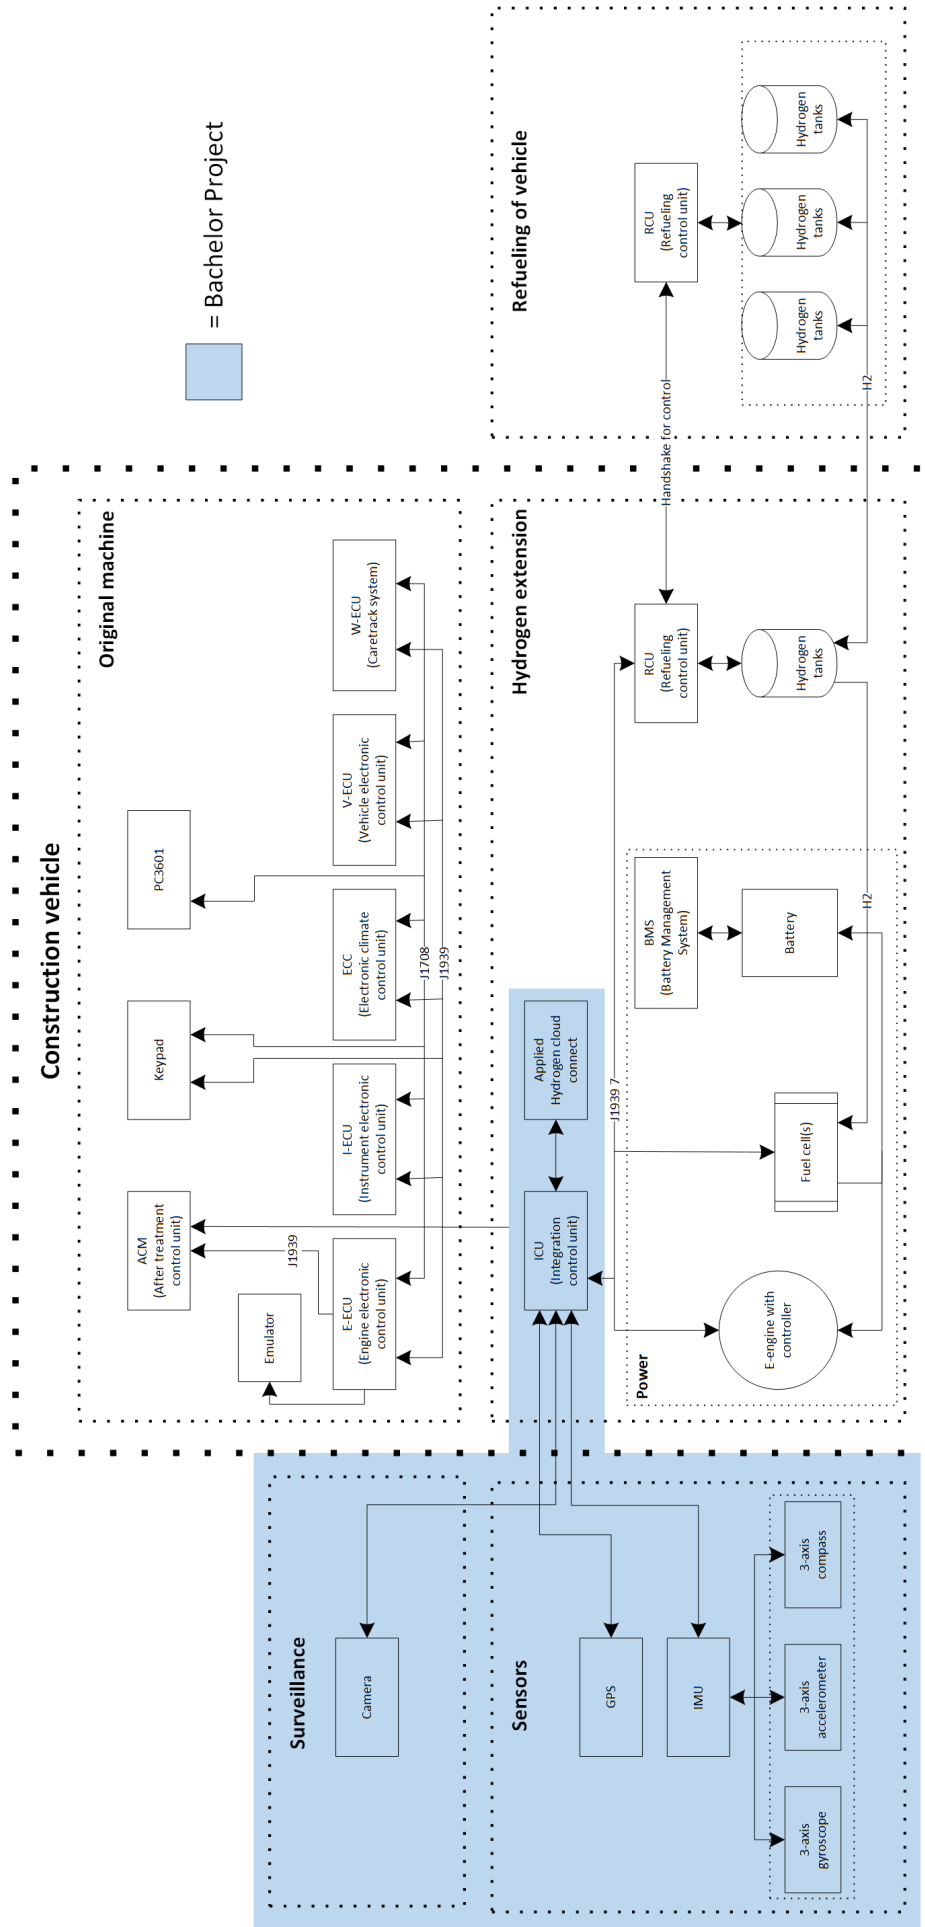 Construction vehicle
= Bachelor Project
Original machine
ACM
(After treatment
control unit)
Keypad
PC3601
Emulator
J1939
E-ECU
(Engine electronic
control unit)
I-ECU
(Instrument electronic
control unit)
ECC
(Electronic climate
control unit)
V-ECU
(Vehicle electronic
control unit)
W-ECU
(Caretrack system)
J1708
J1939
Surveillance
Camera
Sensors
GPS
IMU
3-axis
gyroscope
3-axis
accelerometer
3-axis
compass
Hydrogen extension
ICU
(Integration
control unit)
Applied
Hydrogen cloud
connect
J1939 7
Power
E-engine with
controller
Fuel cell(s)
BMS
(Battery Management
System)
Battery
H2
RCU
(Refueling
control unit)
Hydrogen
tanks
Handshake for control
H2
Refueling of vehicle
RCU
(Refueling
control unit)
Hydrogen
tanks
Hydrogen
tanks
Hydrogen
tanks